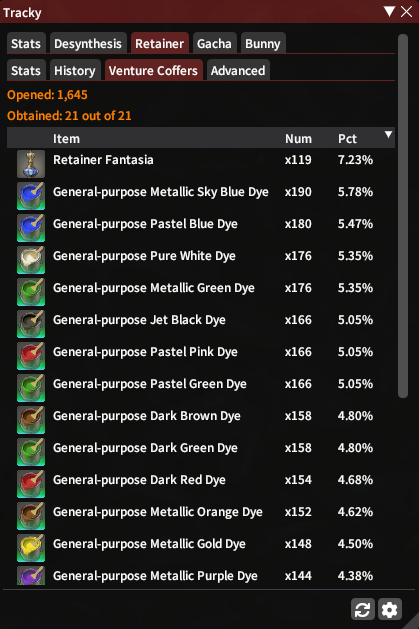 Tracky
Stats Desynthesis Retainer Gacha Bunny
Stats History Venture Coffers Advanced
Opened: 1,645
Obtained: 21 out of 21
Item Num Pct
Retainer Fantasia x119 7.23%
General-purpose Metallic Sky Blue Dye x190 5.78%
General-purpose Pastel Blue Dye x180 5.47%
General-purpose Pure White Dye x176 5.35%
General-purpose Metallic Green Dye x176 5.35%
General-purpose Jet Black Dye x166 5.05%
General-purpose Pastel Pink Dye x166 5.05%
General-purpose Pastel Green Dye x166 5.05%
General-purpose Dark Brown Dye x158 4.80%
General-purpose Dark Green Dye x158 4.80%
General-purpose Dark Red Dye x154 4.68%
General-purpose Metallic Orange Dye x152 4.62%
General-purpose Metallic Gold Dye x148 4.50%
General-purpose Metallic Purple Dye x144 4.38%